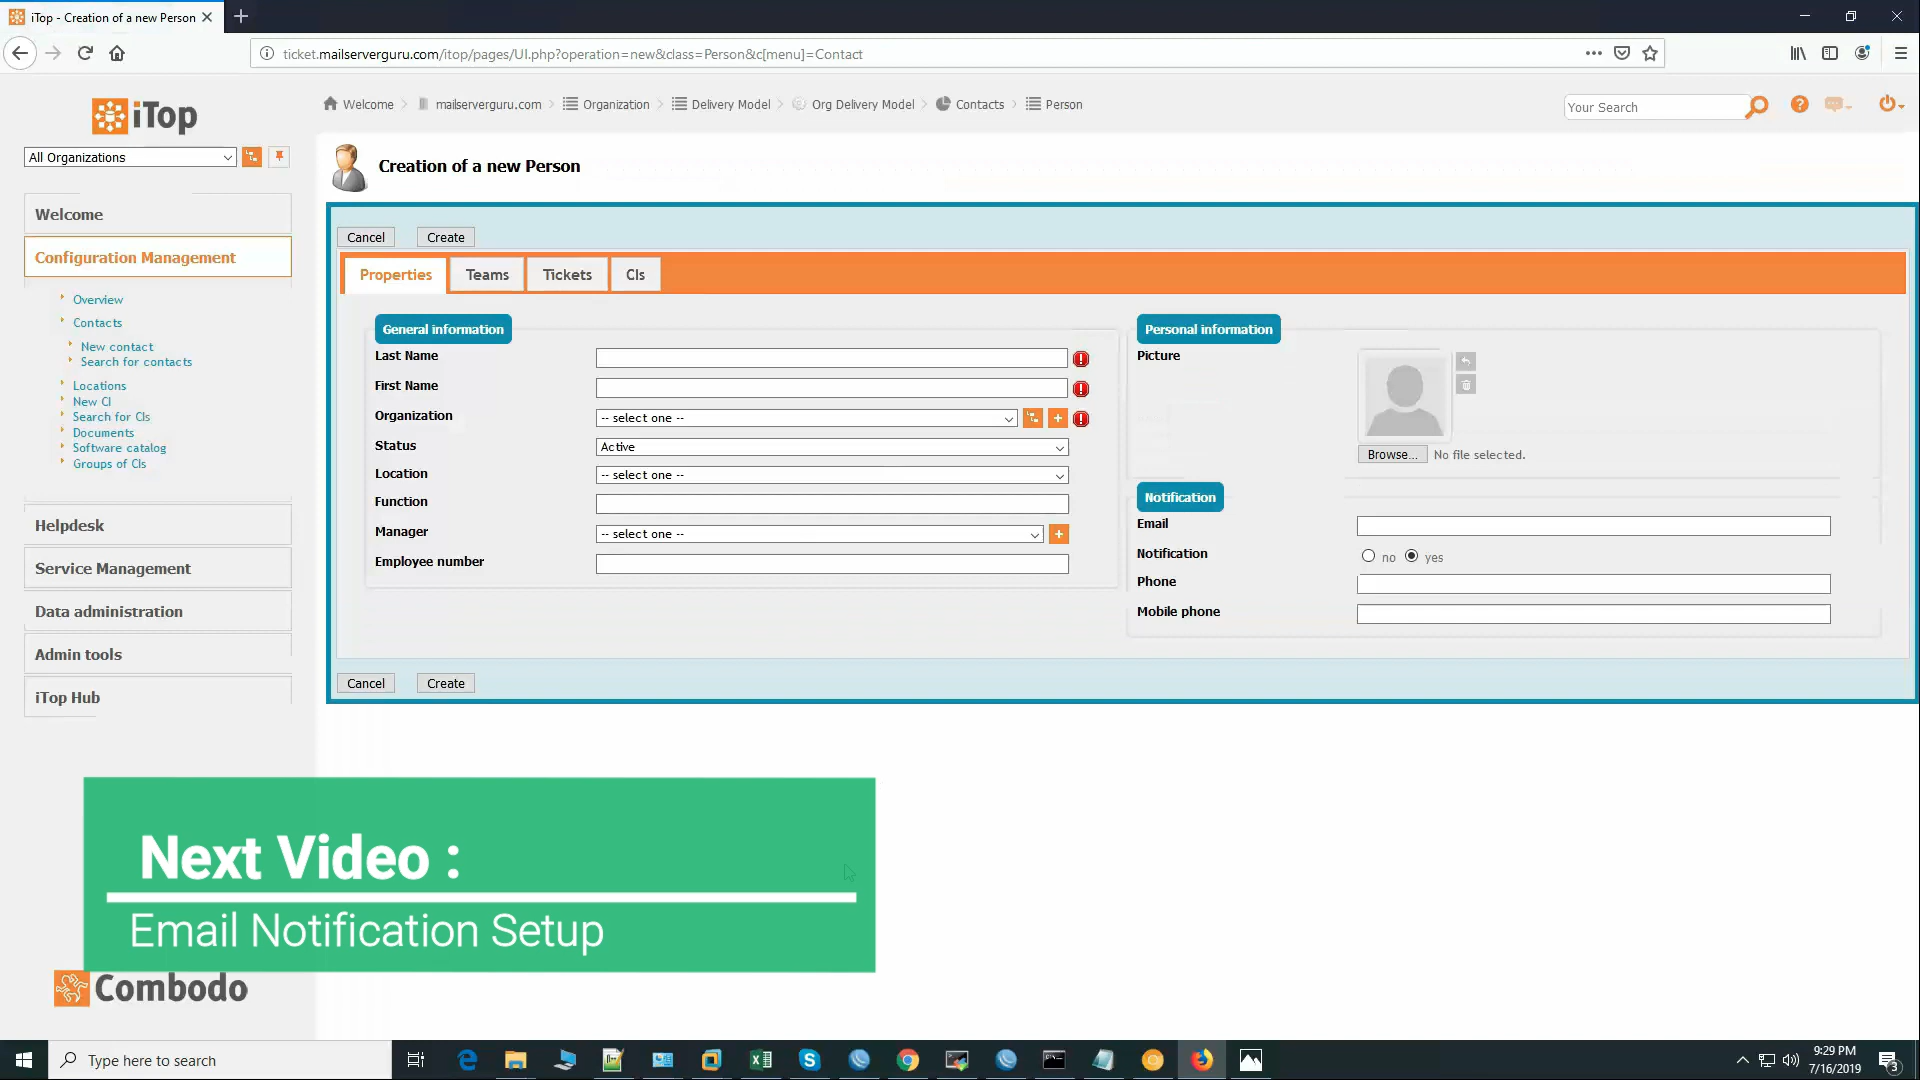 iTop - Creation of a new Person
ticket.mailserverguru.com/itop/pages/UI.php?operation=new&class=Person&c[menu]=Contact
iTop
Welcome
mailserverguru.com
Organization
Delivery Model
Org Delivery Model
Contacts
Person
Your Search
All Organizations
Creation of a new Person
Welcome
Configuration Management
Overview
Contacts
New contact
Search for contacts
Locations
New CI
Search for CIs
Documents
Software catalog
Groups of CIs
Helpdesk
Service Management
Data administration
Admin tools
iTop Hub
Cancel
Create
Properties
Teams
Tickets
CIs
General information
Last Name
First Name
Organization
-- select one --
Status
Active
Location
-- select one --
Function
Manager
-- select one --
Employee number
Personal information
Picture
Browse...
No file selected.
Notification
Email
Notification
no
yes
Phone
Mobile phone
Cancel
Create
Next Video :
Email Notification Setup
Combodo
Type here to search
9:29 PM
7/16/2019
3